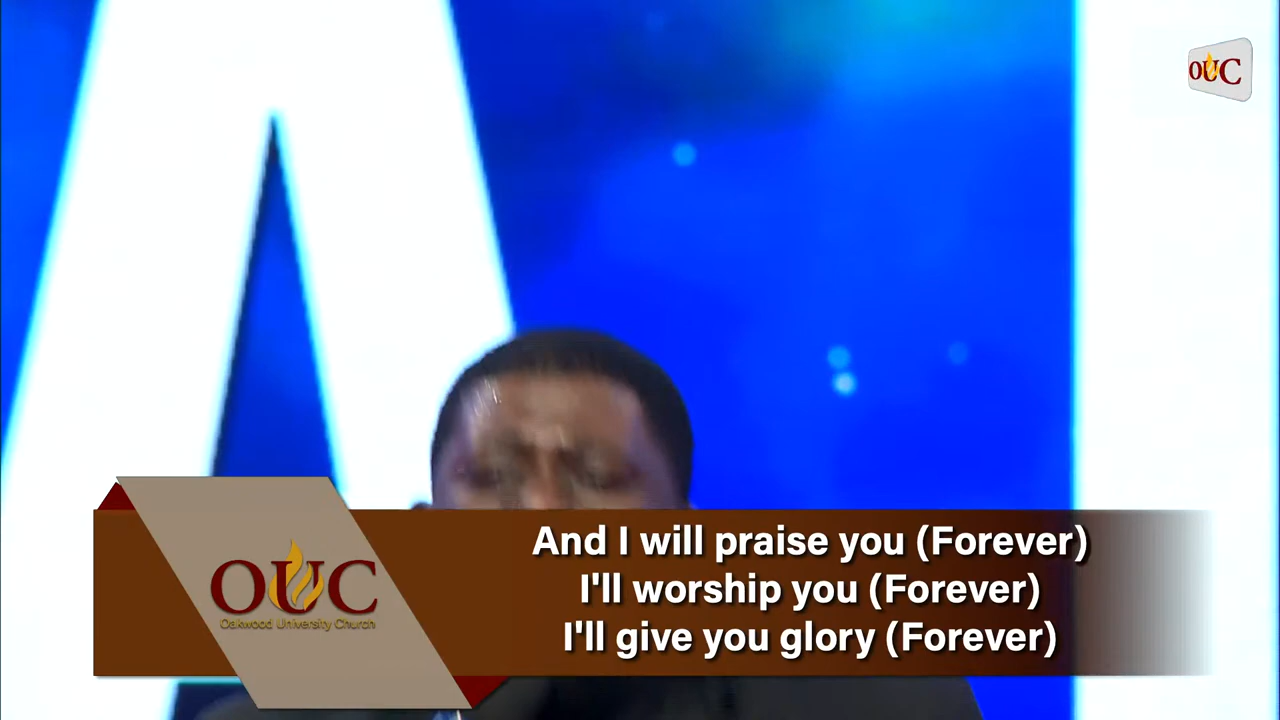 OUC
And I will praise you (Forever)
I'll worship you (Forever)
I'll give you glory (Forever)
OUC
Oakwood University Church